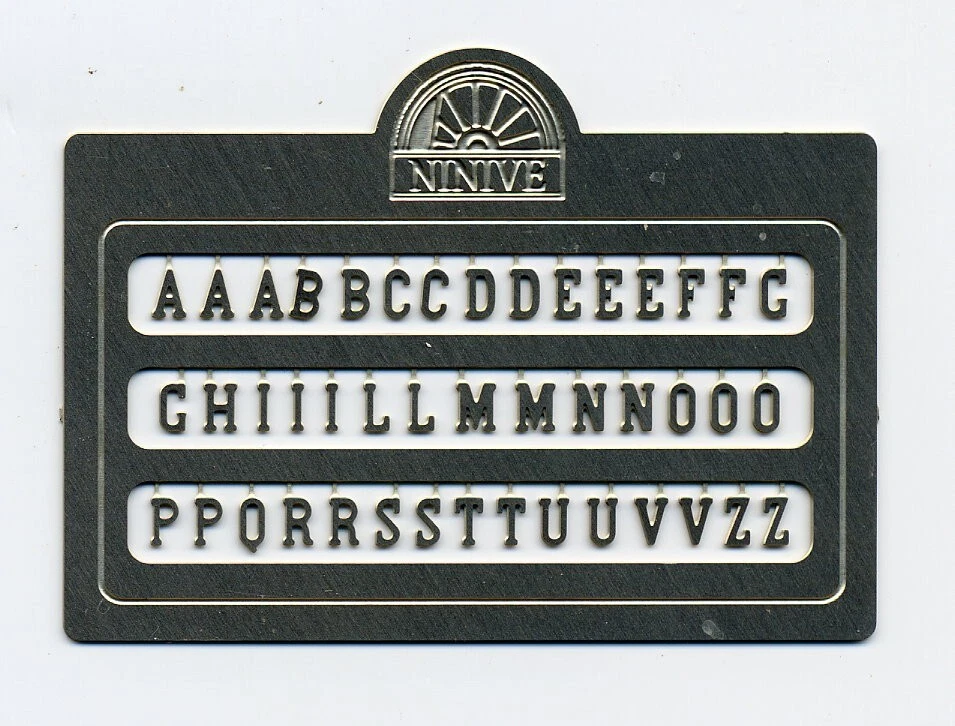 NINIVE
AAABBCCDDEEEFFG
GHIIILLMMNNOOO
PPQRRSSTTUUVVZZ